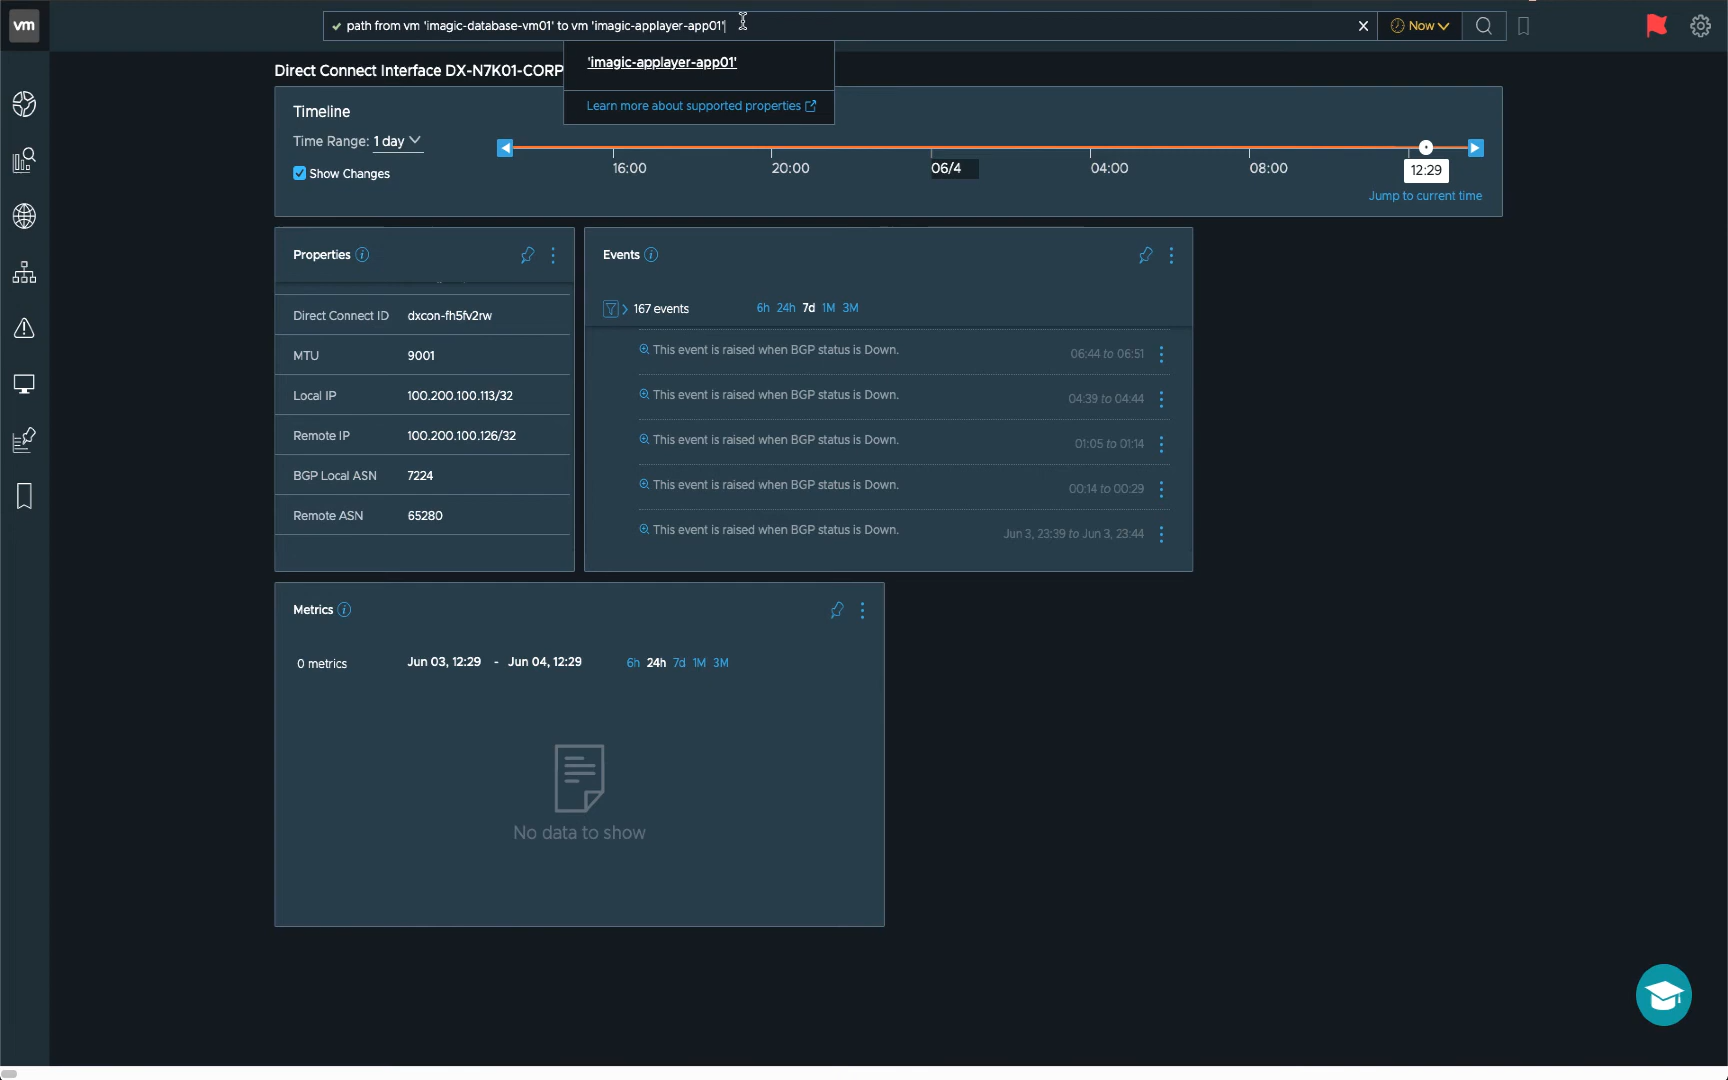 vm
path from vm 'imagic-database-vm01' to vm 'imagic-applayer-app01'
Now
'imagic-applayer-app01'
Learn more about supported properties
Direct Connect Interface DX-N7K01-CORP
Timeline
Time Range: 1 day
Show Changes
16:00
20:00
06/4
04:00
08:00
12:29
Jump to current time
Properties
Direct Connect ID dxcon-fh5fv2rw
MTU 9001
Local IP 100.200.100.113/32
Remote IP 100.200.100.126/32
BGP Local ASN 7224
Remote ASN 65280
Events
167 events 6h 24h 7d 1M 3M
This event is raised when BGP status is Down. 06:44 to 06:51
This event is raised when BGP status is Down. 04:39 to 04:44
This event is raised when BGP status is Down. 01:05 to 01:14
This event is raised when BGP status is Down. 00:14 to 00:29
This event is raised when BGP status is Down. Jun 3, 23:39 to Jun 3, 23:44
Metrics
0 metrics Jun 03, 12:29 - Jun 04, 12:29 6h 24h 7d 1M 3M
No data to show